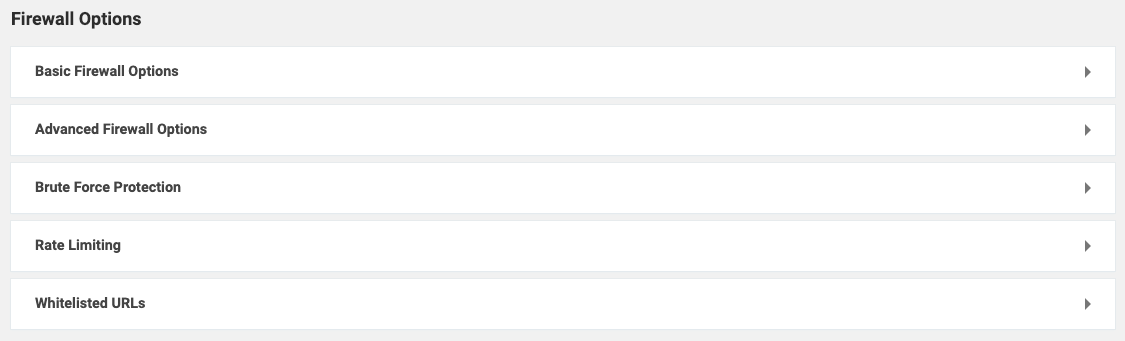 Firewall Options
Basic Firewall Options
Advanced Firewall Options
Brute Force Protection
Rate Limiting
Whitelisted URLs